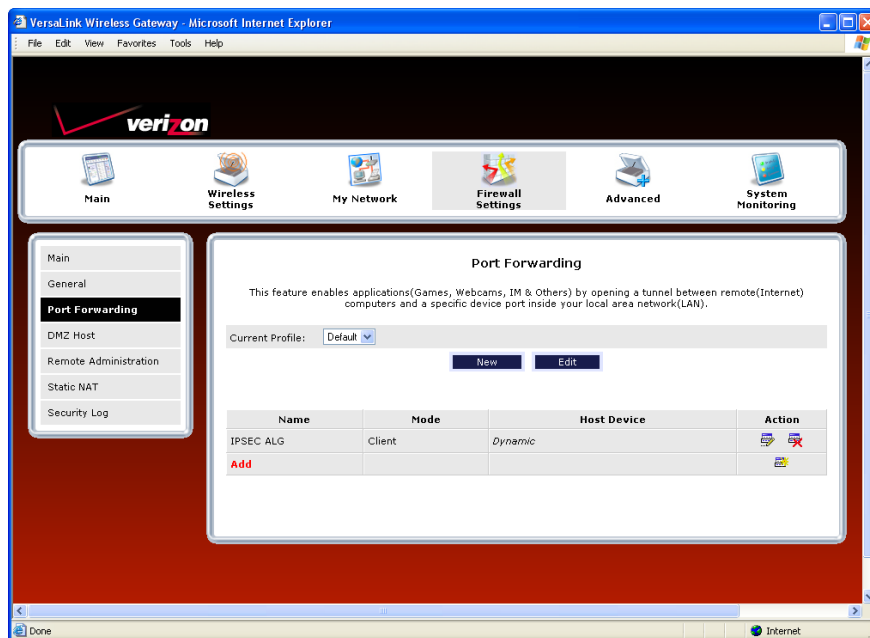 VersaLink Wireless Gateway - Microsoft Internet Explorer
File Edit View Favorites Tools Help
verizon
Main
Wireless Settings
My Network
Firewall Settings
Advanced
System Monitoring
Main
General
Port Forwarding
DMZ Host
Remote Administration
Static NAT
Security Log
Port Forwarding
This feature enables applications(Games, Webcams, IM & Others) by opening a tunnel between remote(Internet)
computers and a specific device port inside your local area network(LAN).
Current Profile: Default
New Edit
Name Mode Host Device Action
IPSEC ALG Client Dynamic
Add
Done Internet